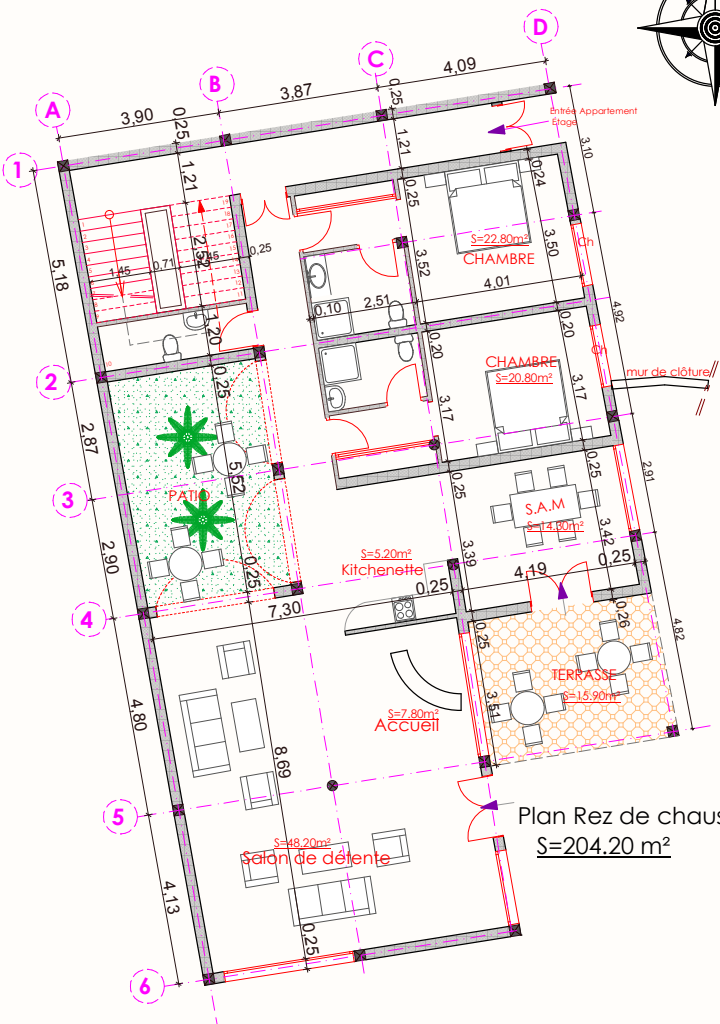 D
C
4,09
B
3,87
0,25
A
3,90
0,25
Entrée Appartement
Etage
1
1,21
1,21
0,24
3,10
0,25
5,18
2,52
0,25
S=22.80m²
CHAMBRE
3,50
Ch
1,45
0,71
1,45
3,52
4,01
2,51
0,10
1,20
0,20
0,20
4,92
CHAMBRE
S=20.80m²
Ch
mur de clôture
2
0,25
3,17
3,17
2,87
5,52
PATIO
3
0,25
0,25
2,91
S.A.M
S=14.80m²
2,90
S=5.20m²
Kitchenette
3,39
3,42
0,25
4,19
0,25
0,25
4
7,30
0,26
4,82
0,25
TERRASSE
S=15.90m²
3,51
S=7.80m²
Accueil
4,80
8,69
5
Plan Rez de chaus
S=204.20 m²
S=48.20m²
Salon de détente
4,13
0,25
6